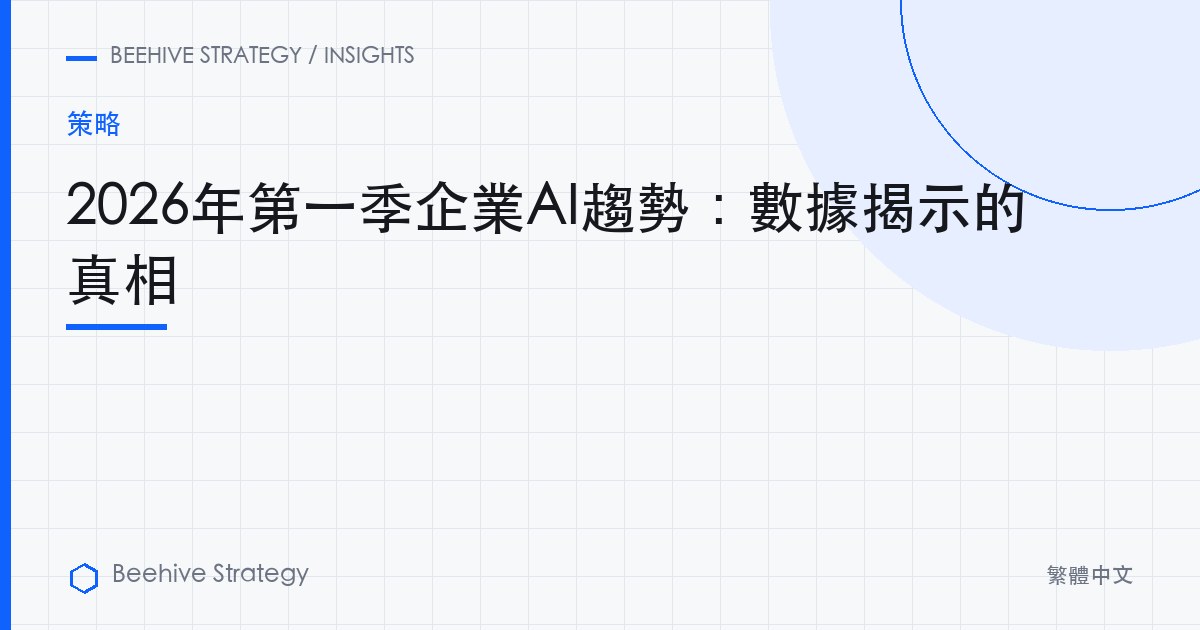 BEEHIVE STRATEGY / INSIGHTS
策略
2026年第一季企業AI趨勢：數據揭示的
真相
Beehive Strategy
繁體中文